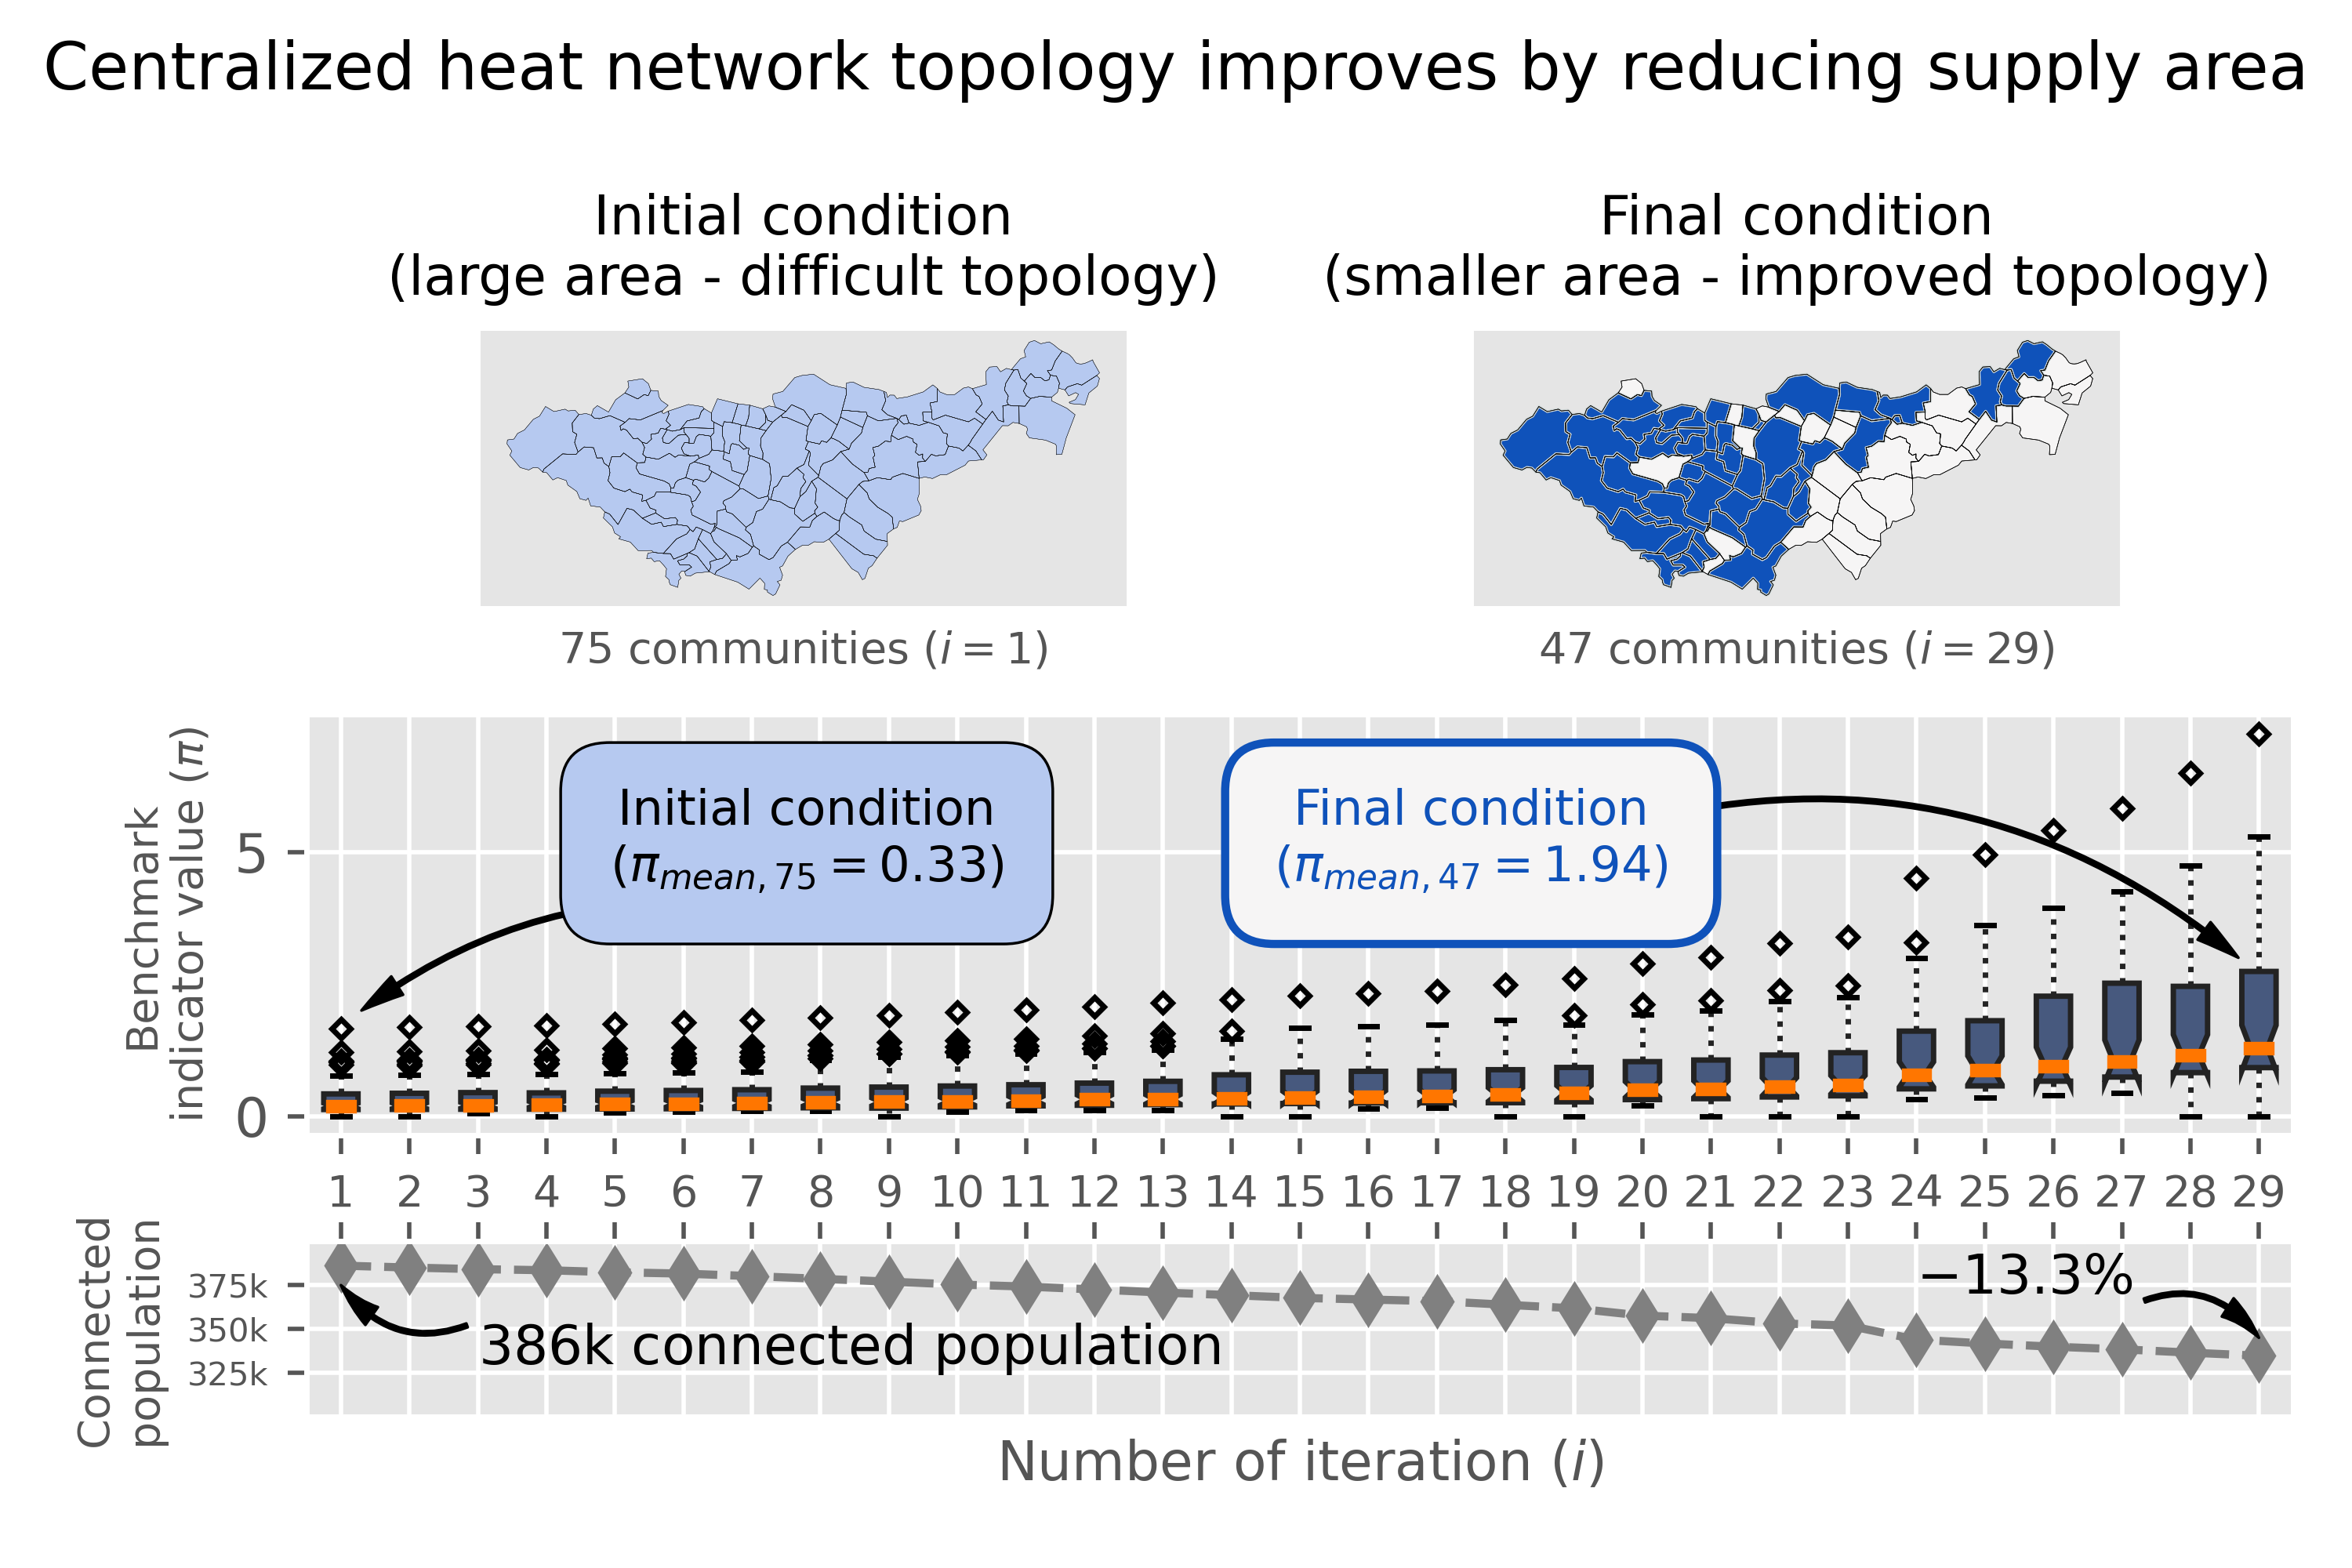 Centralized heat network topology improves by reducing supply area
Initial condition
(large area - difficult topology)
Final condition
(smaller area - improved topology)
75 communities (i = 1)
47 communities (i = 29)
Benchmark
indicator value (π)
5
0
Initial condition
(π_mean, 75 = 0.33)
Final condition
(π_mean, 47 = 1.94)
1 2 3 4 5 6 7 8 9 10 11 12 13 14 15 16 17 18 19 20 21 22 23 24 25 26 27 28 29
Connected
population
375k
350k
325k
386k connected population
−13.3%
Number of iteration (i)